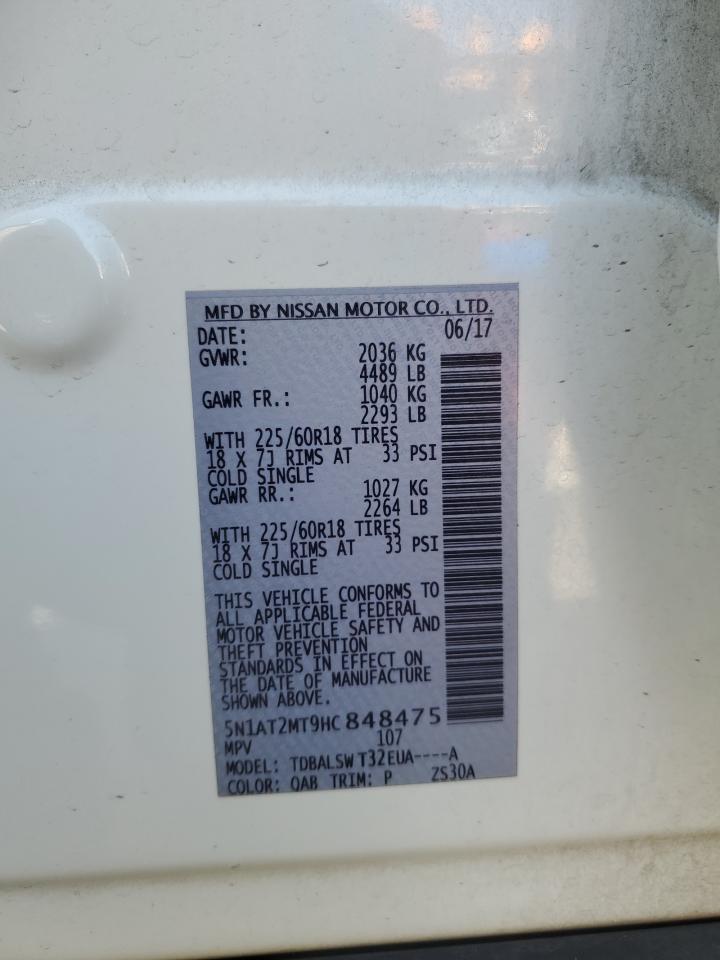 MFD BY NISSAN MOTOR CO., LTD.
DATE: 06/17
GVWR: 2036 KG
4489 LB
GAWR FR.: 1040 KG
2293 LB
WITH 225/60R18 TIRES
18 X 7J RIMS AT 33 PSI
COLD SINGLE
GAWR RR.: 1027 KG
2264 LB
WITH 225/60R18 TIRES
18 X 7J RIMS AT 33 PSI
COLD SINGLE
THIS VEHICLE CONFORMS TO
ALL APPLICABLE FEDERAL
MOTOR VEHICLE SAFETY AND
THEFT PREVENTION
STANDARDS IN EFFECT ON
THE DATE OF MANUFACTURE
SHOWN ABOVE.
5N1AT2MT9HC848475
MPV 107
MODEL: TDBALSW T32EUA----A
COLOR: QAB TRIM: P ZS30A